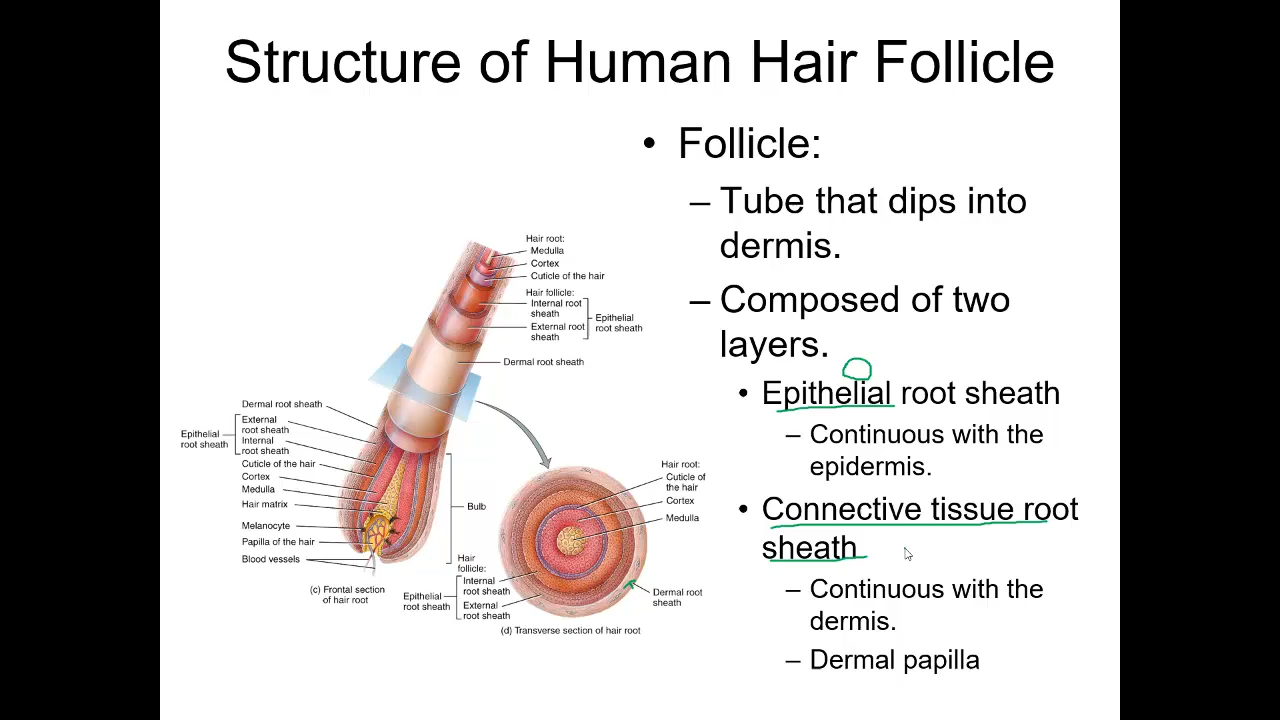 Structure of Human Hair Follicle
• Follicle:
– Tube that dips into
dermis.
– Composed of two
layers.
• Epithelial root sheath
– Continuous with the
epidermis.
• Connective tissue root
sheath
– Continuous with the
dermis.
– Dermal papilla
Hair root:
Medulla
Cortex
Cuticle of the hair
Hair follicle:
Internal root
sheath
External root
sheath
Epithelial
root sheath
Dermal root sheath
Dermal root sheath
External
root sheath
Internal
root sheath
Epithelial
root sheath
Cuticle of the hair
Cortex
Medulla
Hair matrix
Melanocyte
Papilla of the hair
Blood vessels
Bulb
(c) Frontal section
of hair root
Hair root:
Cuticle of
the hair
Cortex
Medulla
Hair
follicle:
Internal
root sheath
External
root sheath
Epithelial
root sheath
Dermal root
sheath
(d) Transverse section of hair root